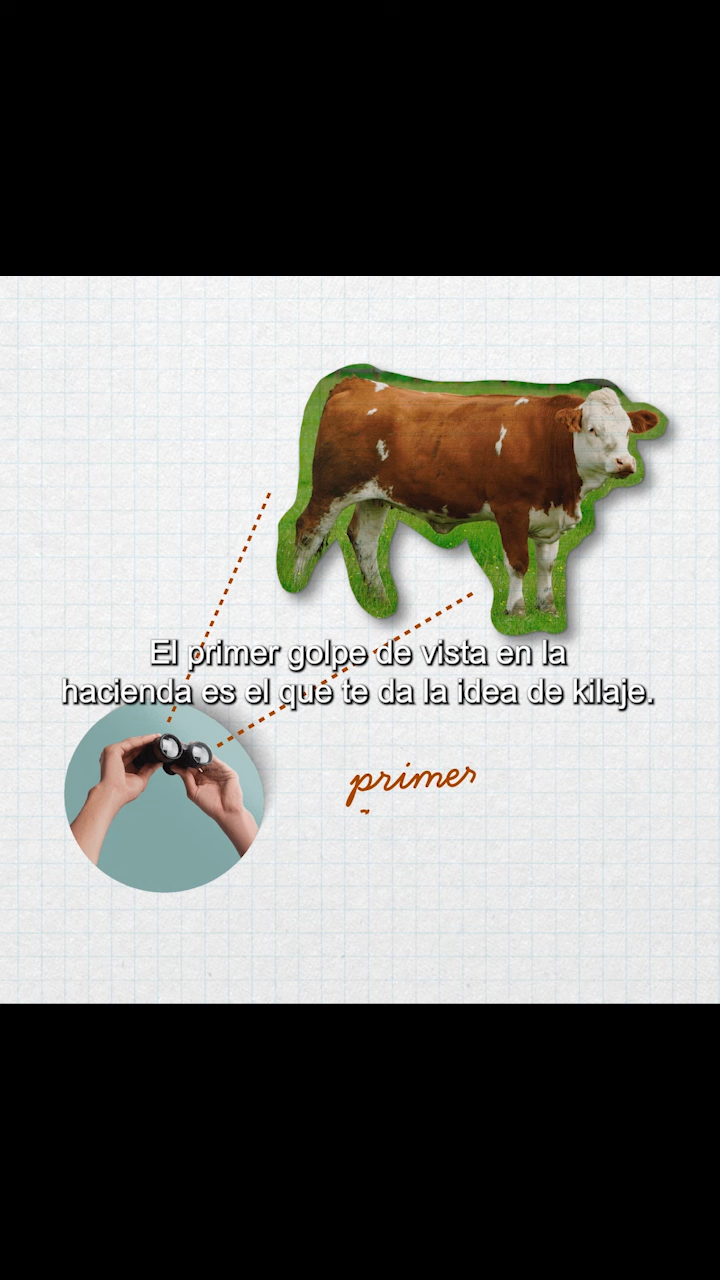 El primer golpe de vista en la
hacienda es el que te da la idea de kilaje.
primer